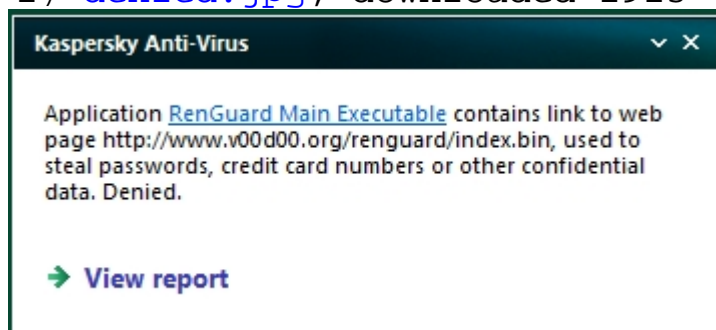 Kaspersky Anti-Virus
Application RenGuard Main Executable contains link to web
page http://www.v00d00.org/renguard/index.bin, used to
steal passwords, credit card numbers or other confidential
data. Denied.
View report